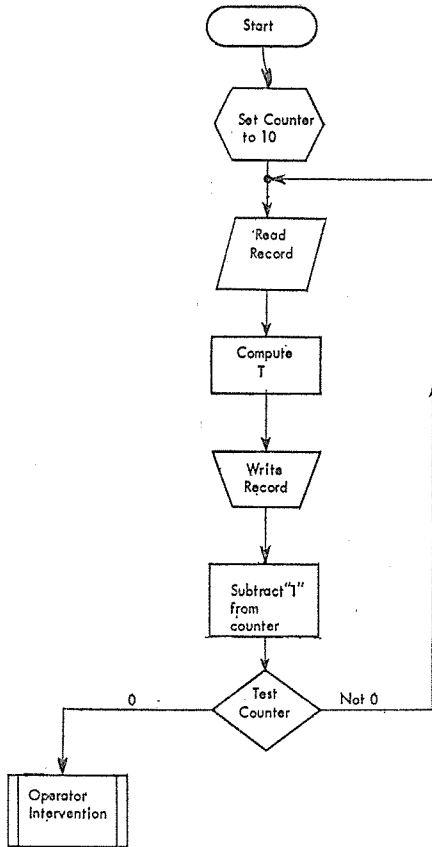 Start
Set Counter
to 10
Read
Record
Compute
T
Write
Record
Subtract "1"
from
counter
Test
Counter
0
Not 0
Operator
Intervention